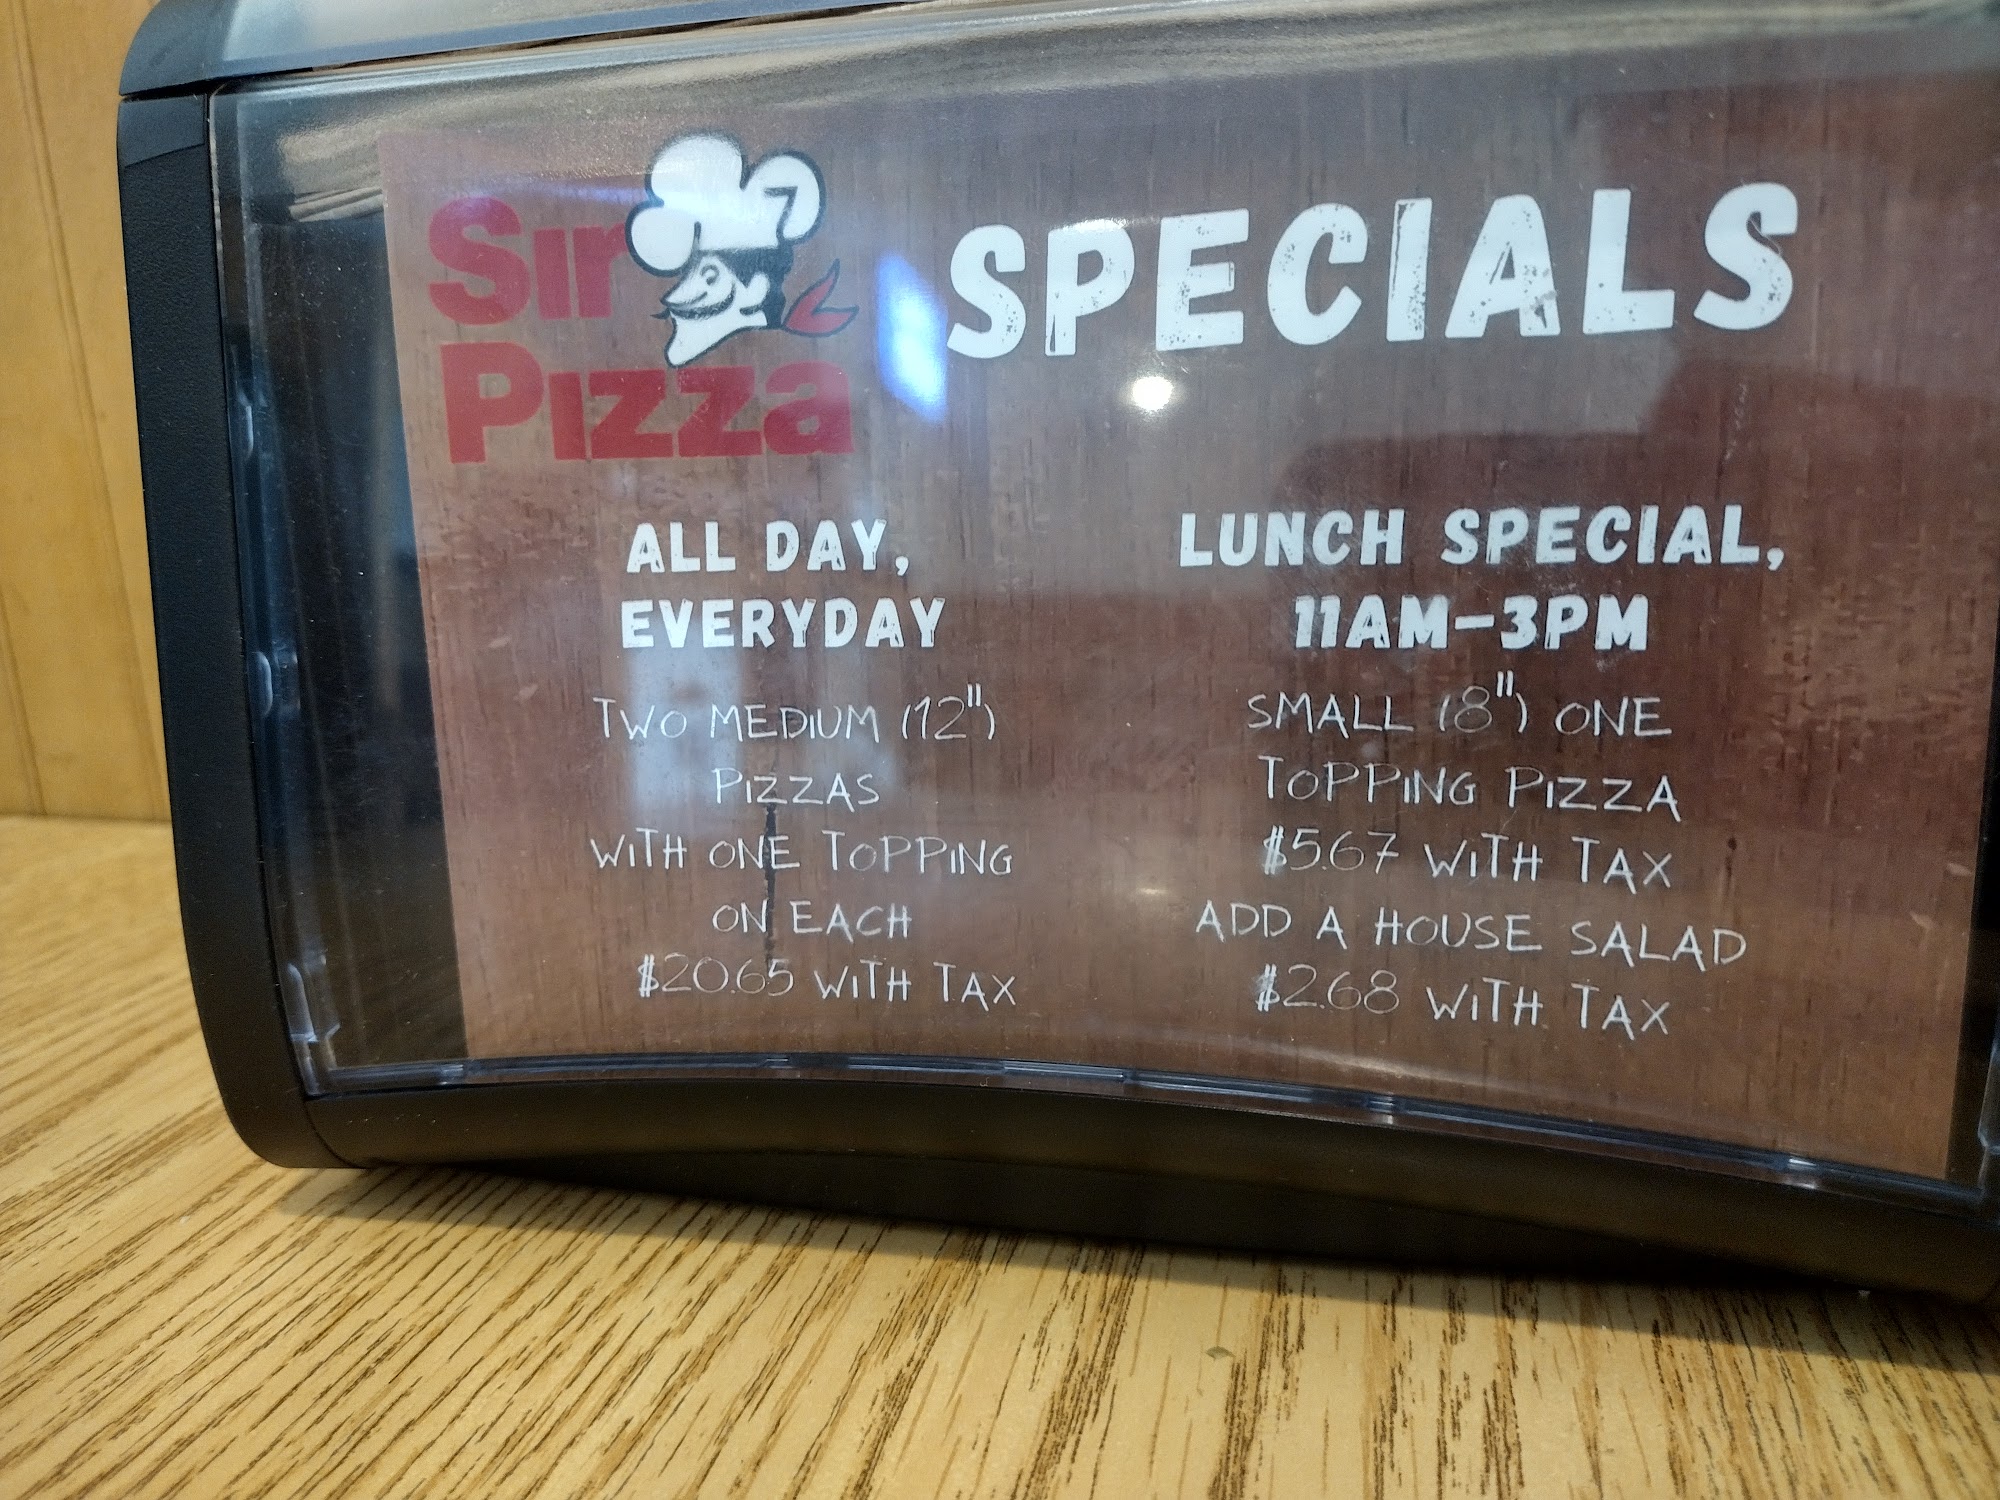 Sir
Pizza
SPECIALS
ALL DAY,
EVERYDAY
TWO MEDIUM (12")
PIZZAS
WITH ONE TOPPING
ON EACH
$20.65 WITH TAX
LUNCH SPECIAL,
11AM-3PM
SMALL (8") ONE
TOPPING PIZZA
$5.67 WITH TAX
ADD A HOUSE SALAD
$2.68 WITH TAX